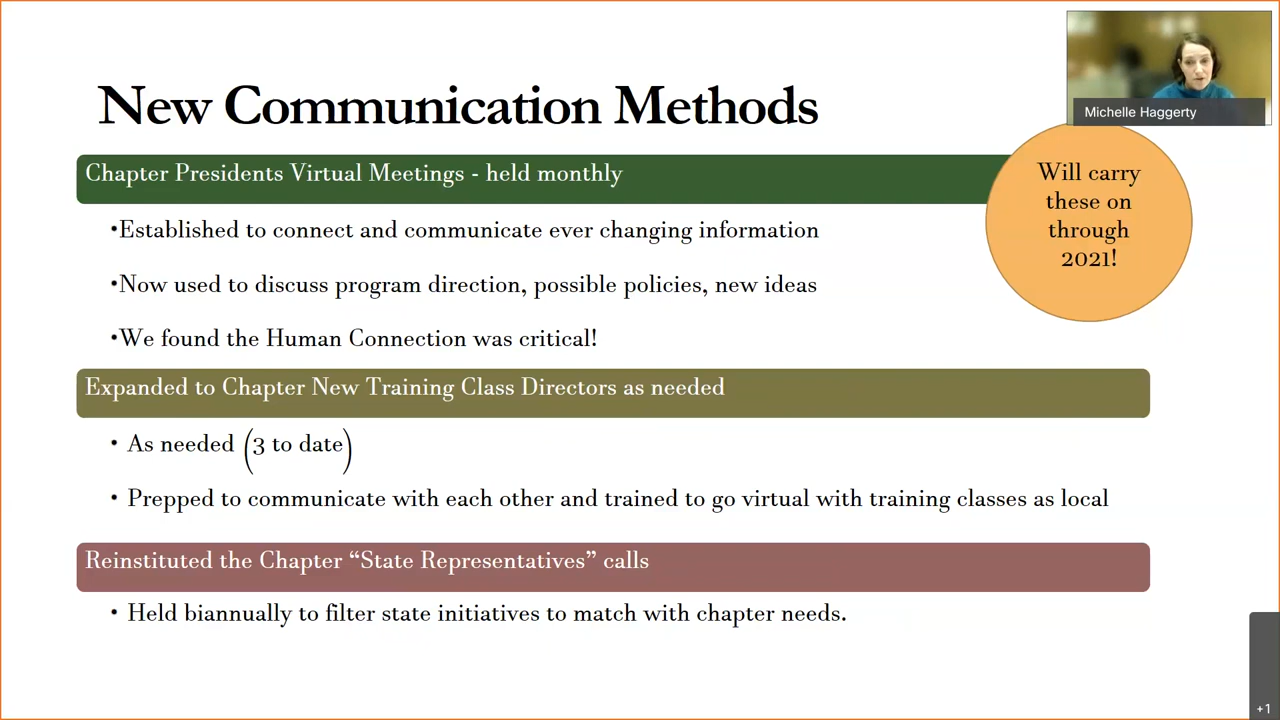 New Communication Methods
Michelle Haggerty
Chapter Presidents Virtual Meetings - held monthly
Will carry
these on
through
2021!
•Established to connect and communicate ever changing information
•Now used to discuss program direction, possible policies, new ideas
•We found the Human Connection was critical!
Expanded to Chapter New Training Class Directors as needed
• As needed (3 to date)
• Prepped to communicate with each other and trained to go virtual with training classes as local
Reinstituted the Chapter “State Representatives” calls
• Held biannually to filter state initiatives to match with chapter needs.
+1